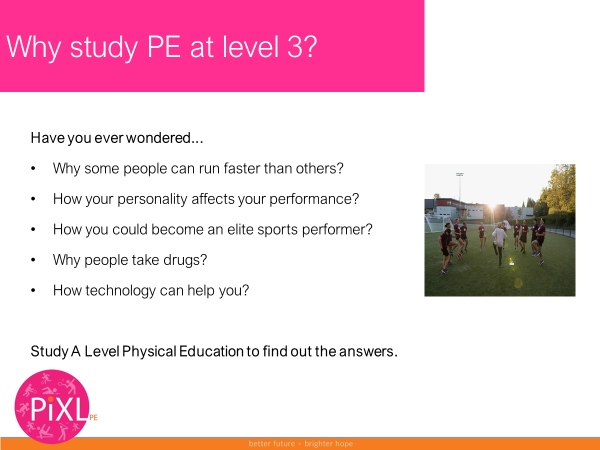 Why study PE at level 3?
Have you ever wondered...
• Why some people can run faster than others?
• How your personality affects your performance?
• How you could become an elite sports performer?
• Why people take drugs?
• How technology can help you?
Study A Level Physical Education to find out the answers.
PiXL PE
better future – brighter hope